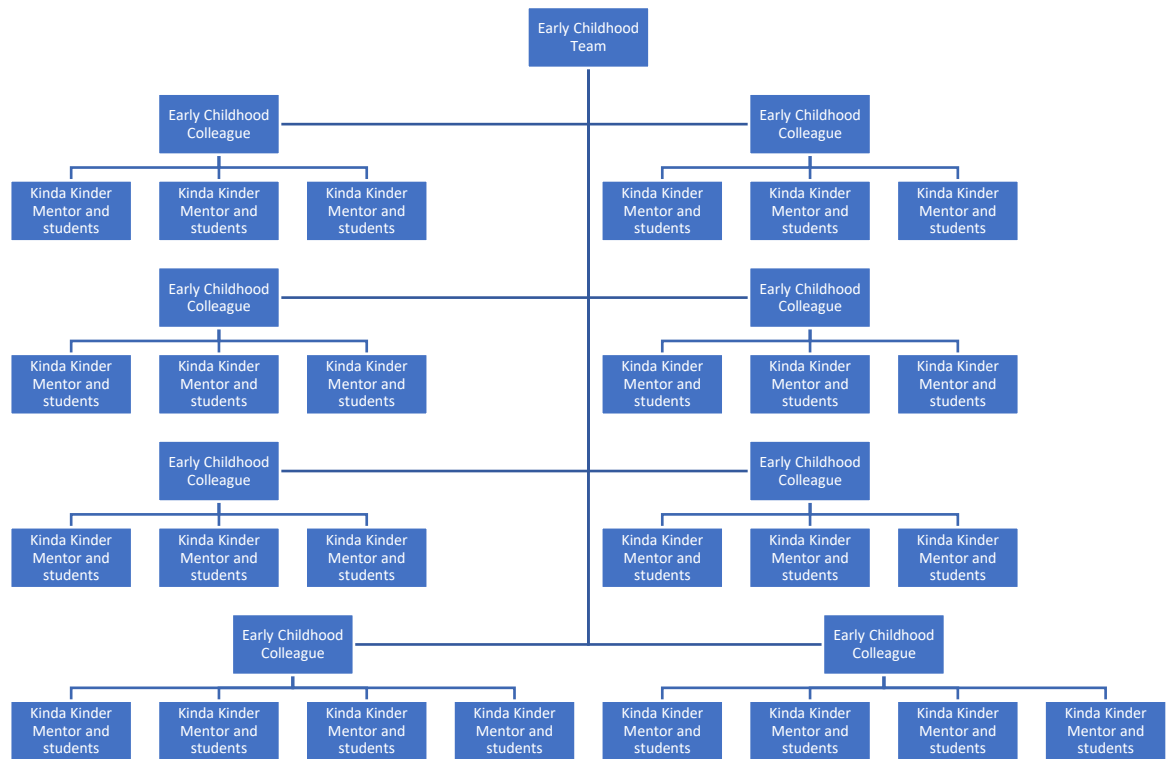 Early Childhood
Team
Early Childhood
Colleague
Early Childhood
Colleague
Kinda Kinder
Mentor and
students
Kinda Kinder
Mentor and
students
Kinda Kinder
Mentor and
students
Kinda Kinder
Mentor and
students
Kinda Kinder
Mentor and
students
Kinda Kinder
Mentor and
students
Early Childhood
Colleague
Early Childhood
Colleague
Kinda Kinder
Mentor and
students
Kinda Kinder
Mentor and
students
Kinda Kinder
Mentor and
students
Kinda Kinder
Mentor and
students
Kinda Kinder
Mentor and
students
Kinda Kinder
Mentor and
students
Early Childhood
Colleague
Early Childhood
Colleague
Kinda Kinder
Mentor and
students
Kinda Kinder
Mentor and
students
Kinda Kinder
Mentor and
students
Kinda Kinder
Mentor and
students
Kinda Kinder
Mentor and
students
Kinda Kinder
Mentor and
students
Early Childhood
Colleague
Early Childhood
Colleague
Kinda Kinder
Mentor and
students
Kinda Kinder
Mentor and
students
Kinda Kinder
Mentor and
students
Kinda Kinder
Mentor and
students
Kinda Kinder
Mentor and
students
Kinda Kinder
Mentor and
students
Kinda Kinder
Mentor and
students
Kinda Kinder
Mentor and
students